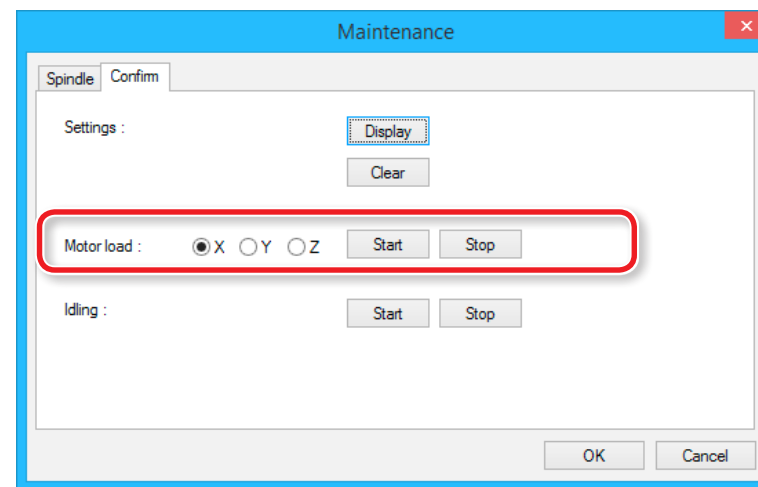 Maintenance
Spindle Confirm
Settings : Display
Clear
Motor load : X Y Z Start Stop
Idling : Start Stop
OK Cancel